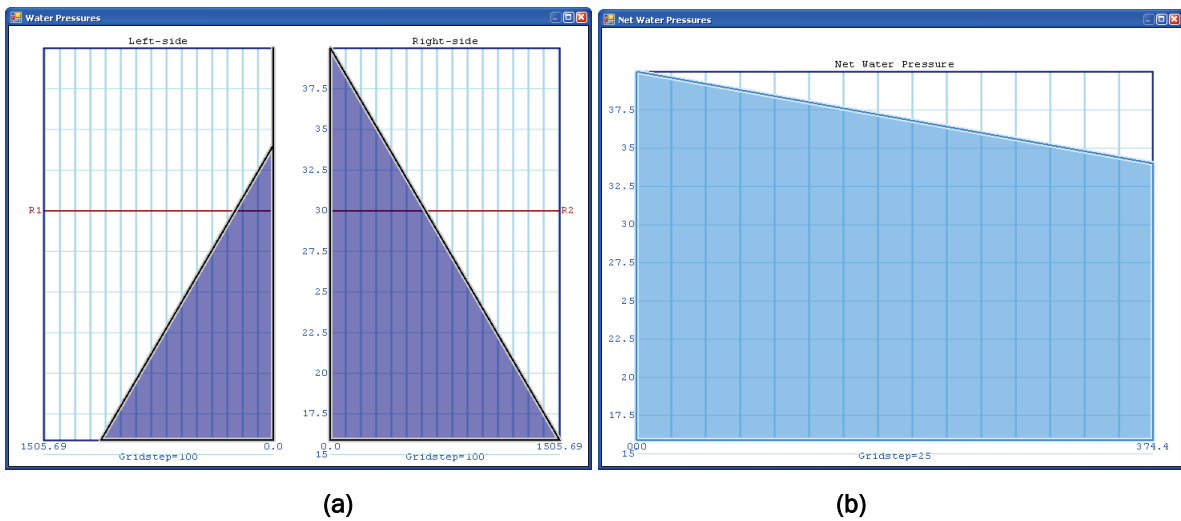 Water Pressures
Left-side
Right-side
37.5
35
32.5
R1
30
R2
27.5
25
22.5
20
17.5
1505.69
0.0
0.0
1505.69
15
Gridstep=100
Gridstep=100
(a)
Net Water Pressures
Net Water Pressure
37.5
35
32.5
30
27.5
25
22.5
20
17.5
374.4
15
Gridstep=25
(b)